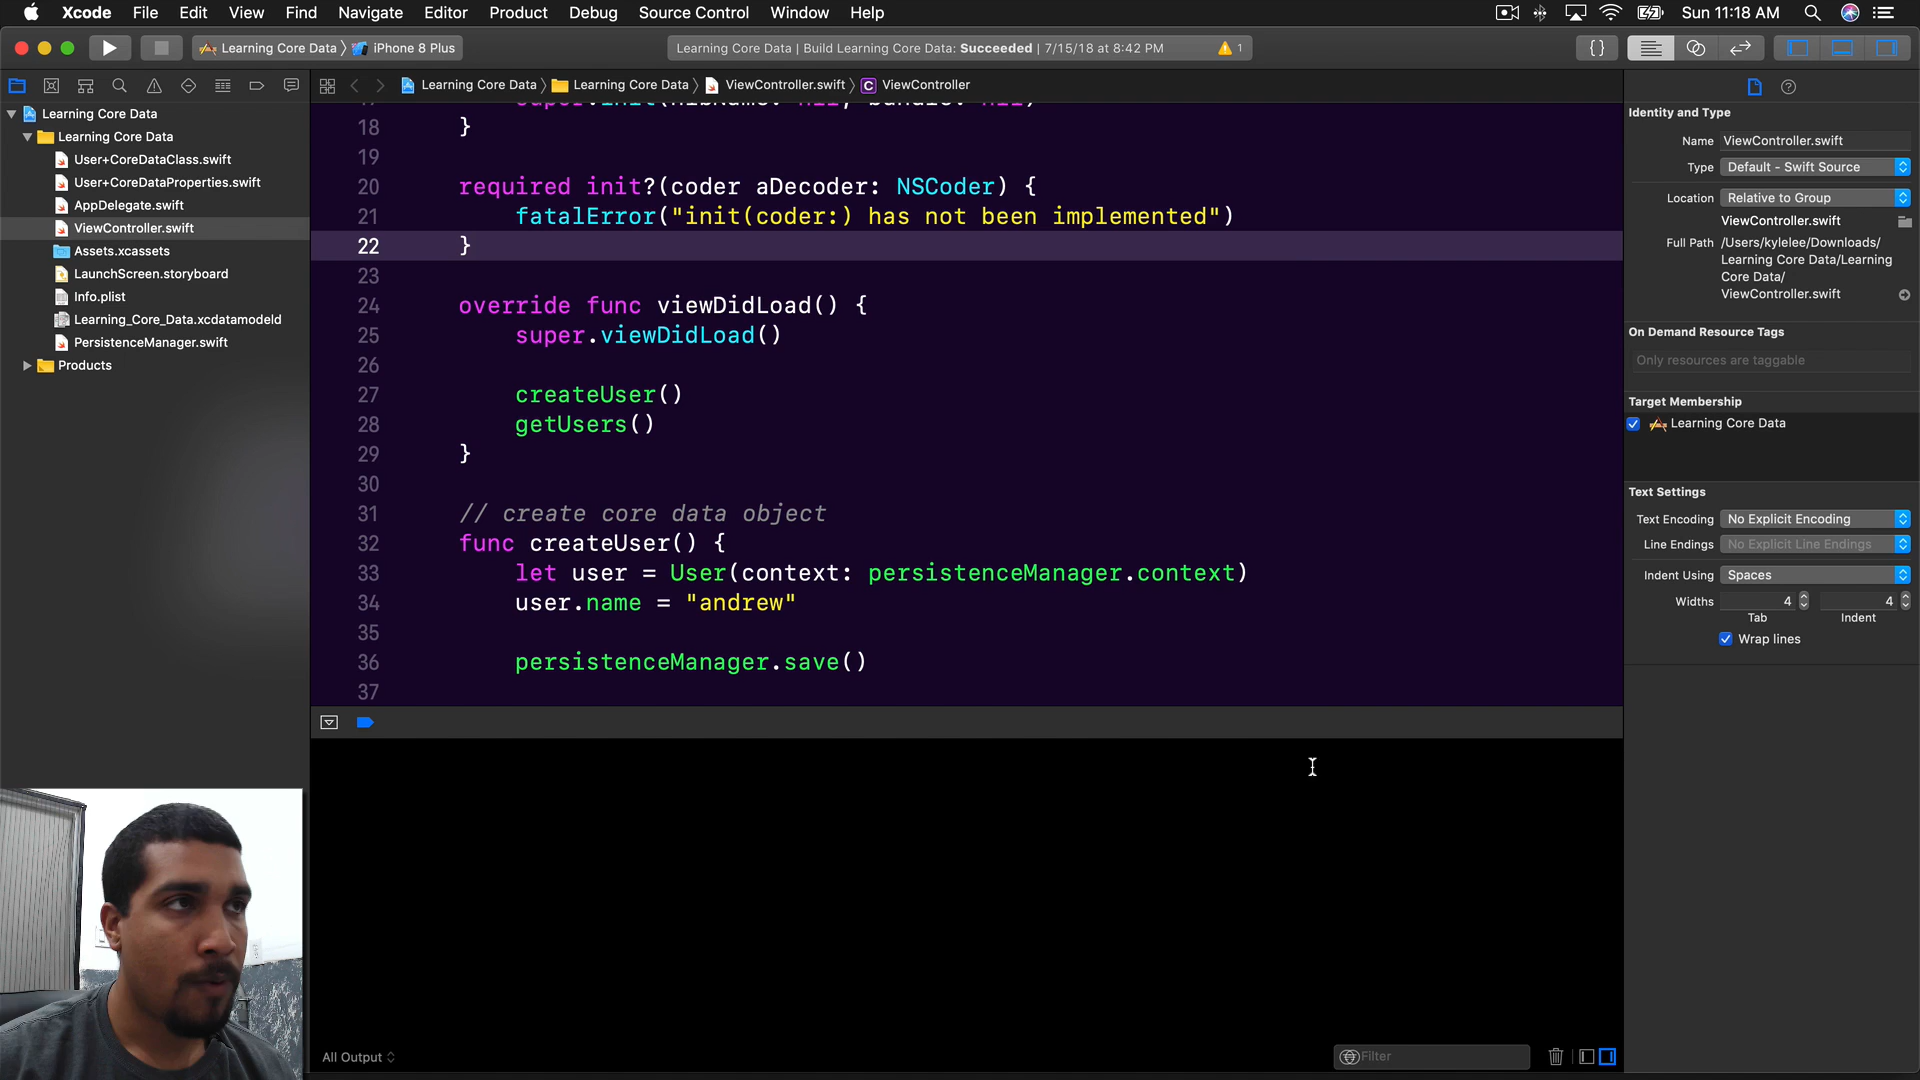 Xcode File Edit View Find Navigate Editor Product Debug Source Control Window Help Sun 11:18 AM
Learning Core Data iPhone 8 Plus
Learning Core Data | Build Learning Core Data: Succeeded | 7/15/18 at 8:42 PM 1
Learning Core Data Learning Core Data ViewController.swift C ViewController
Learning Core Data
Learning Core Data
User+CoreDataClass.swift
User+CoreDataProperties.swift
AppDelegate.swift
ViewController.swift
Assets.xcassets
LaunchScreen.storyboard
Info.plist
Learning_Core_Data.xcdatamodeld
PersistenceManager.swift
Products
18 }
19
20 required init?(coder aDecoder: NSCoder) {
21 fatalError("init(coder:) has not been implemented")
22 }
23
24 override func viewDidLoad() {
25 super.viewDidLoad()
26
27 createUser()
28 getUsers()
29 }
30
31 // create core data object
32 func createUser() {
33 let user = User(context: persistenceManager.context)
34 user.name = "andrew"
35
36 persistenceManager.save()
37
All Output
Filter
Identity and Type
Name ViewController.swift
Type Default - Swift Source
Location Relative to Group
ViewController.swift
Full Path /Users/kylelee/Downloads/
Learning Core Data/Learning
Core Data/
ViewController.swift
On Demand Resource Tags
Only resources are taggable
Target Membership
Learning Core Data
Text Settings
Text Encoding No Explicit Encoding
Line Endings No Explicit Line Endings
Indent Using Spaces
Widths 4 4
Tab Indent
Wrap lines